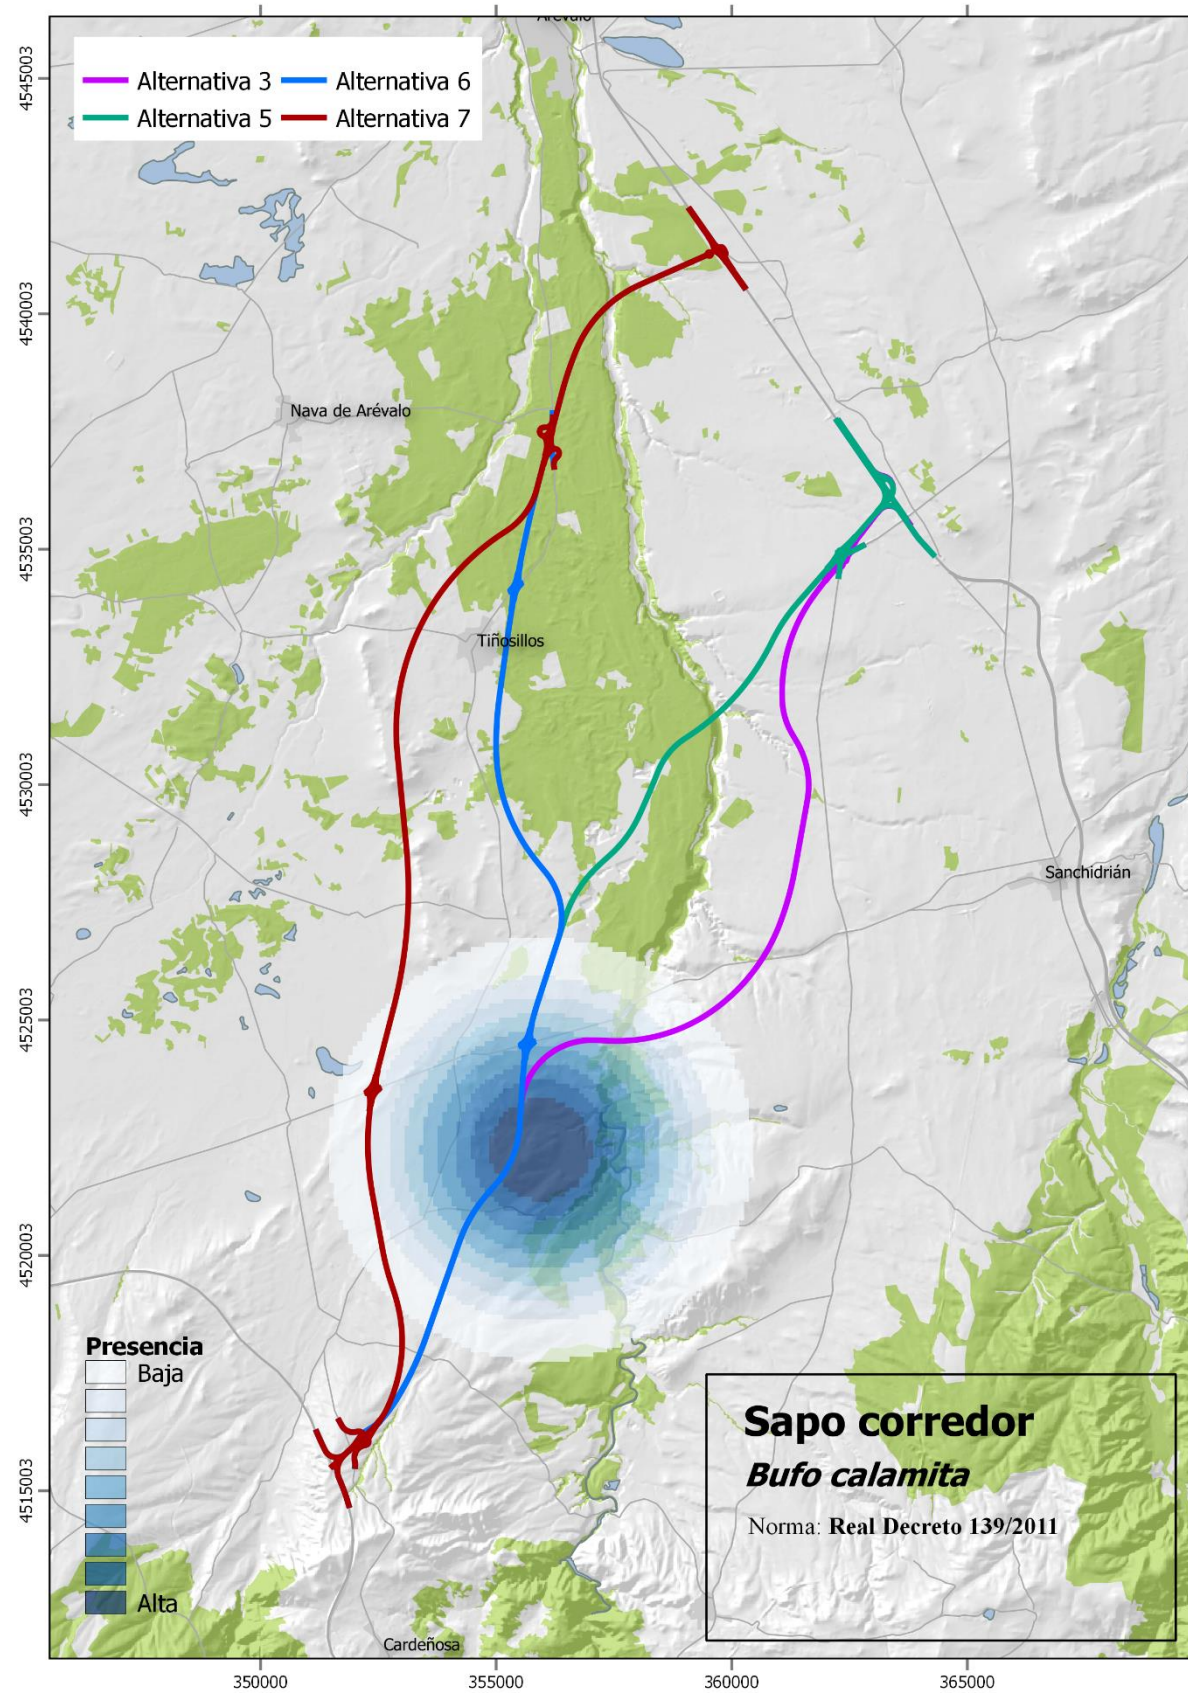 Arévalo
Alternativa 3
Alternativa 6
Alternativa 5
Alternativa 7
4545003
4540003
4535003
4530003
4525003
4520003
4515003
Nava de Arévalo
Tiñosillos
Sanchidrián
Presencia
Baja
Alta
Sapo corredor
Bufo calamita
Norma: Real Decreto 139/2011
Cardeñosa
350000
355000
360000
365000